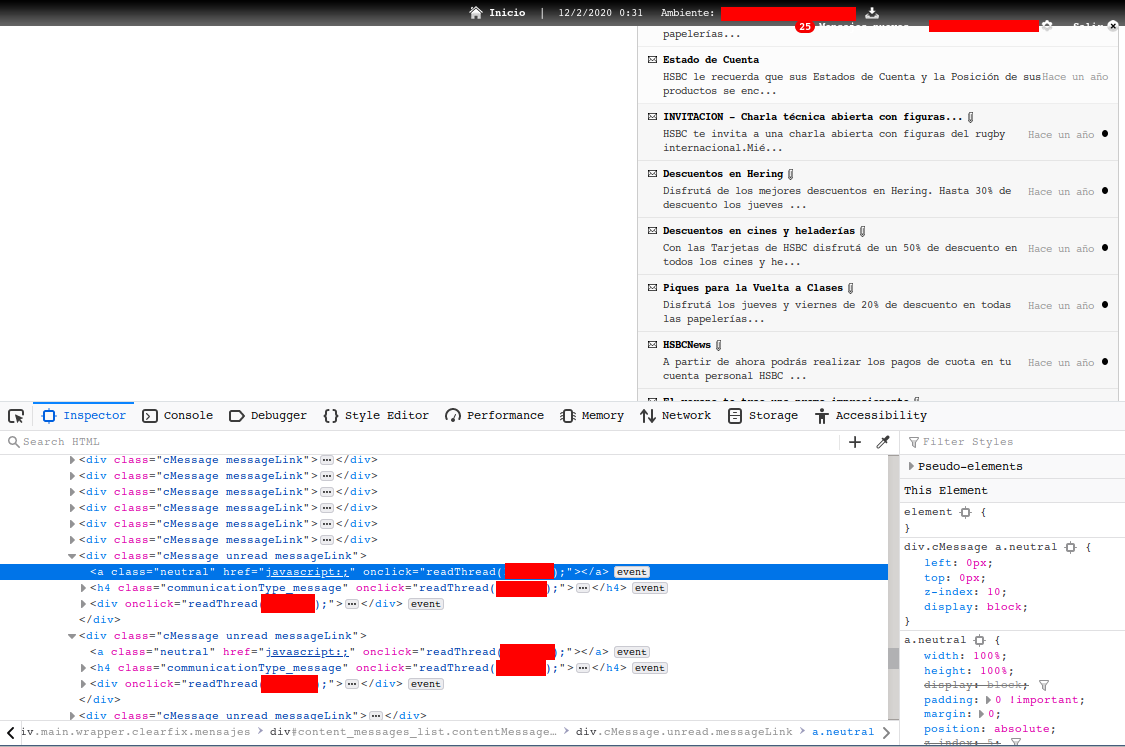 Inicio | 12/2/2020 0:31 Ambiente:
25
papelerías...
Estado de Cuenta
HSBC le recuerda que sus Estados de Cuenta y la Posición de sus Hace un año
productos se enc...
INVITACION - Charla técnica abierta con figuras...
HSBC te invita a una charla abierta con figuras del rugby Hace un año
internacional.Mié...
Descuentos en Hering
Disfrutá de los mejores descuentos en Hering. Hasta 30% de Hace un año
descuento los jueves ...
Descuentos en cines y heladerías
Con las Tarjetas de HSBC disfrutá de un 50% de descuento en Hace un año
todos los cines y he...
Piques para la Vuelta a Clases
Disfrutá los jueves y viernes de 20% de descuento en todas Hace un año
las papelerías...
HSBCNews
A partir de ahora podrás realizar los pagos de cuota en tu Hace un año
cuenta personal HSBC ...
Inspector Console Debugger Style Editor Performance Memory Network Storage Accessibility
Search HTML
Filter Styles
<div class="cMessage messageLink"></div>
<div class="cMessage messageLink"></div>
<div class="cMessage messageLink"></div>
<div class="cMessage messageLink"></div>
<div class="cMessage messageLink"></div>
<div class="cMessage messageLink"></div>
<div class="cMessage unread messageLink">
<a class="neutral" href="javascript:;" onclick="readThread( );"></a> event
<h4 class="communicationType_message" onclick="readThread( );"></h4> event
<div onclick="readThread( );"></div> event
</div>
<div class="cMessage unread messageLink">
<a class="neutral" href="javascript:;" onclick="readThread( );"></a> event
<h4 class="communicationType_message" onclick="readThread( );"></h4> event
<div onclick="readThread( );"></div> event
</div>
<div class="cMessage unread messageLink"></div>
iv.main.wrapper.clearfix.mensajes > div#content_messages_list.contentMessage… > div.cMessage.unread.messageLink > a.neutral
Pseudo-elements
This Element
element {
}
div.cMessage a.neutral {
left: 0px;
top: 0px;
z-index: 10;
display: block;
}
a.neutral {
width: 100%;
height: 100%;
display: block;
padding: 0 !important;
margin: 0;
position: absolute;
z-index: 5;